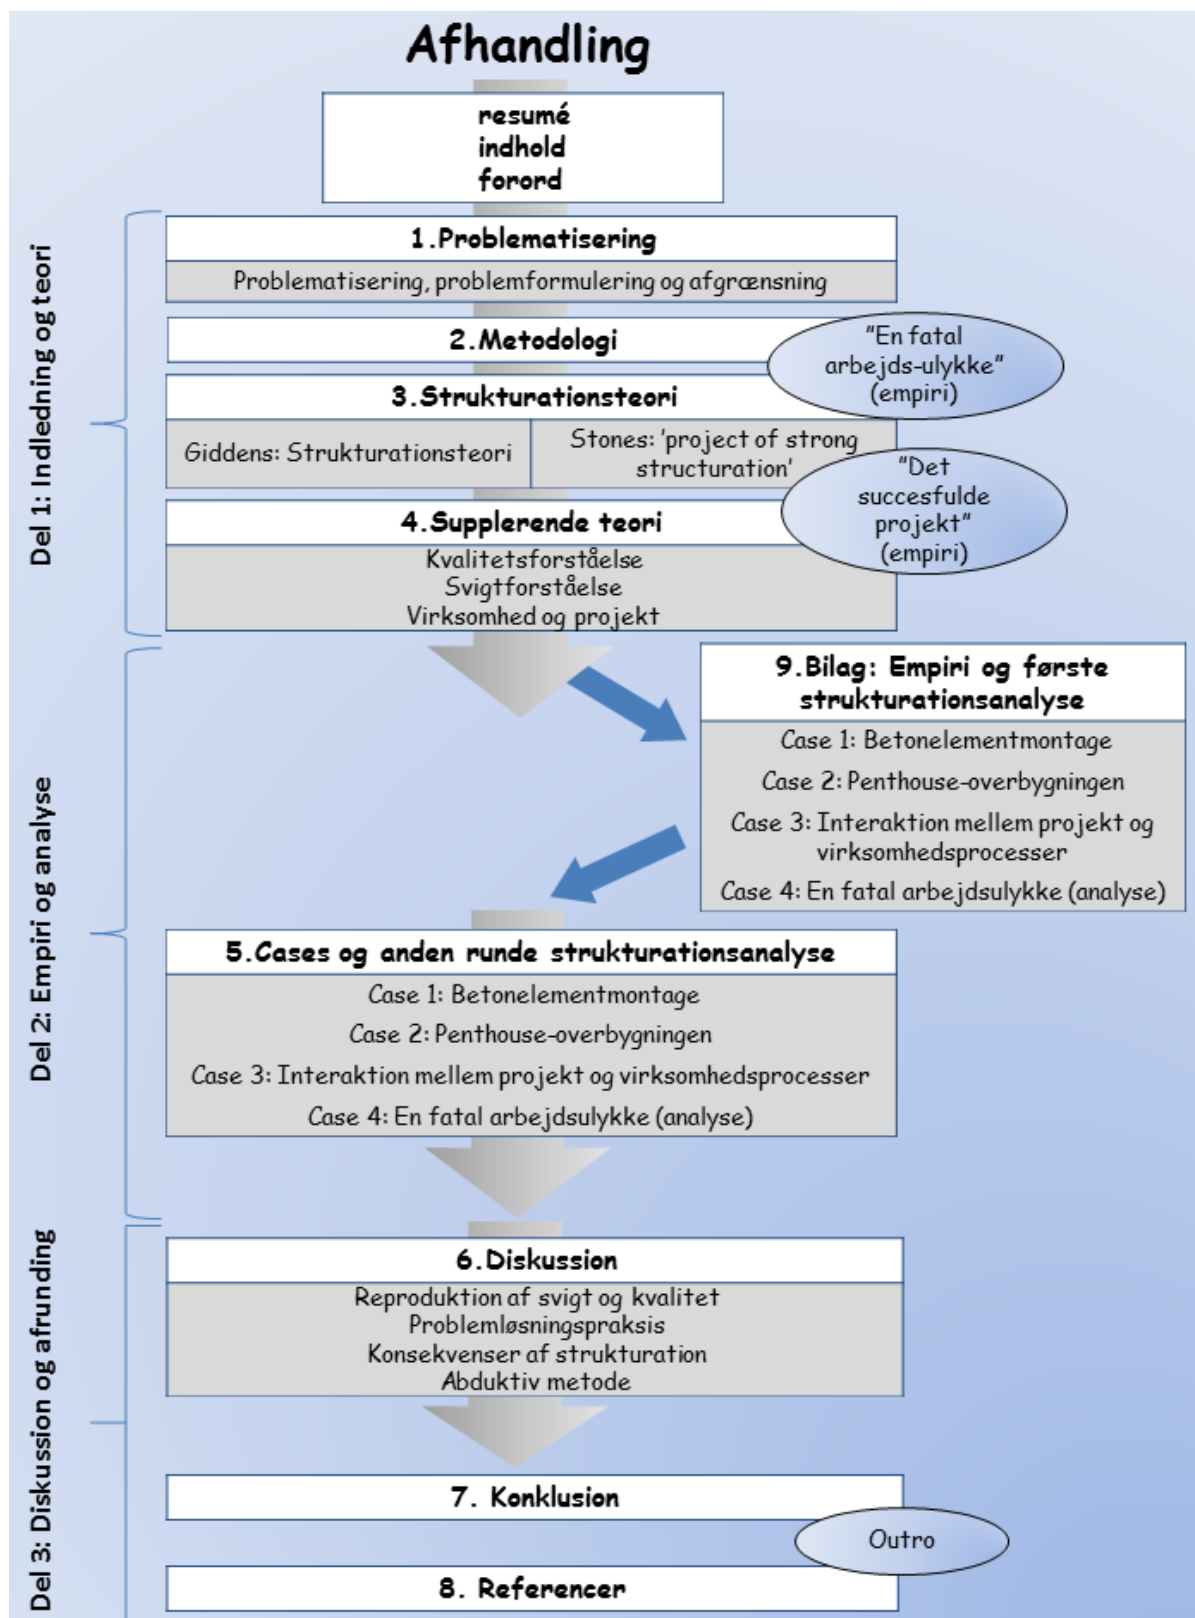 Afhandling
resumé
indhold
forord
Del 1: Indledning og teori
1.Problematisering
Problematisering, problemformulering og afgrænsning
2.Metodologi
"En fatal
arbejds-ulykke"
(empiri)
3.Strukturationsteori
Giddens: Strukturationsteori
Stones: 'project of strong
structuration'
"Det
succesfulde
projekt"
(empiri)
4.Supplerende teori
Kvalitetsforståelse
Svigtforståelse
Virksomhed og projekt
Del 2: Empiri og analyse
9.Bilag: Empiri og første
strukturationsanalyse
Case 1: Betonelementmontage
Case 2: Penthouse-overbygningen
Case 3: Interaktion mellem projekt og
virksomhedsprocesser
Case 4: En fatal arbejdsulykke (analyse)
5.Cases og anden runde strukturationsanalyse
Case 1: Betonelementmontage
Case 2: Penthouse-overbygningen
Case 3: Interaktion mellem projekt og virksomhedsprocesser
Case 4: En fatal arbejdsulykke (analyse)
Del 3: Diskussion og afrunding
6.Diskussion
Reproduktion af svigt og kvalitet
Problemløsningspraksis
Konsekvenser af strukturation
Abduktiv metode
7. Konklusion
Outro
8. Referencer